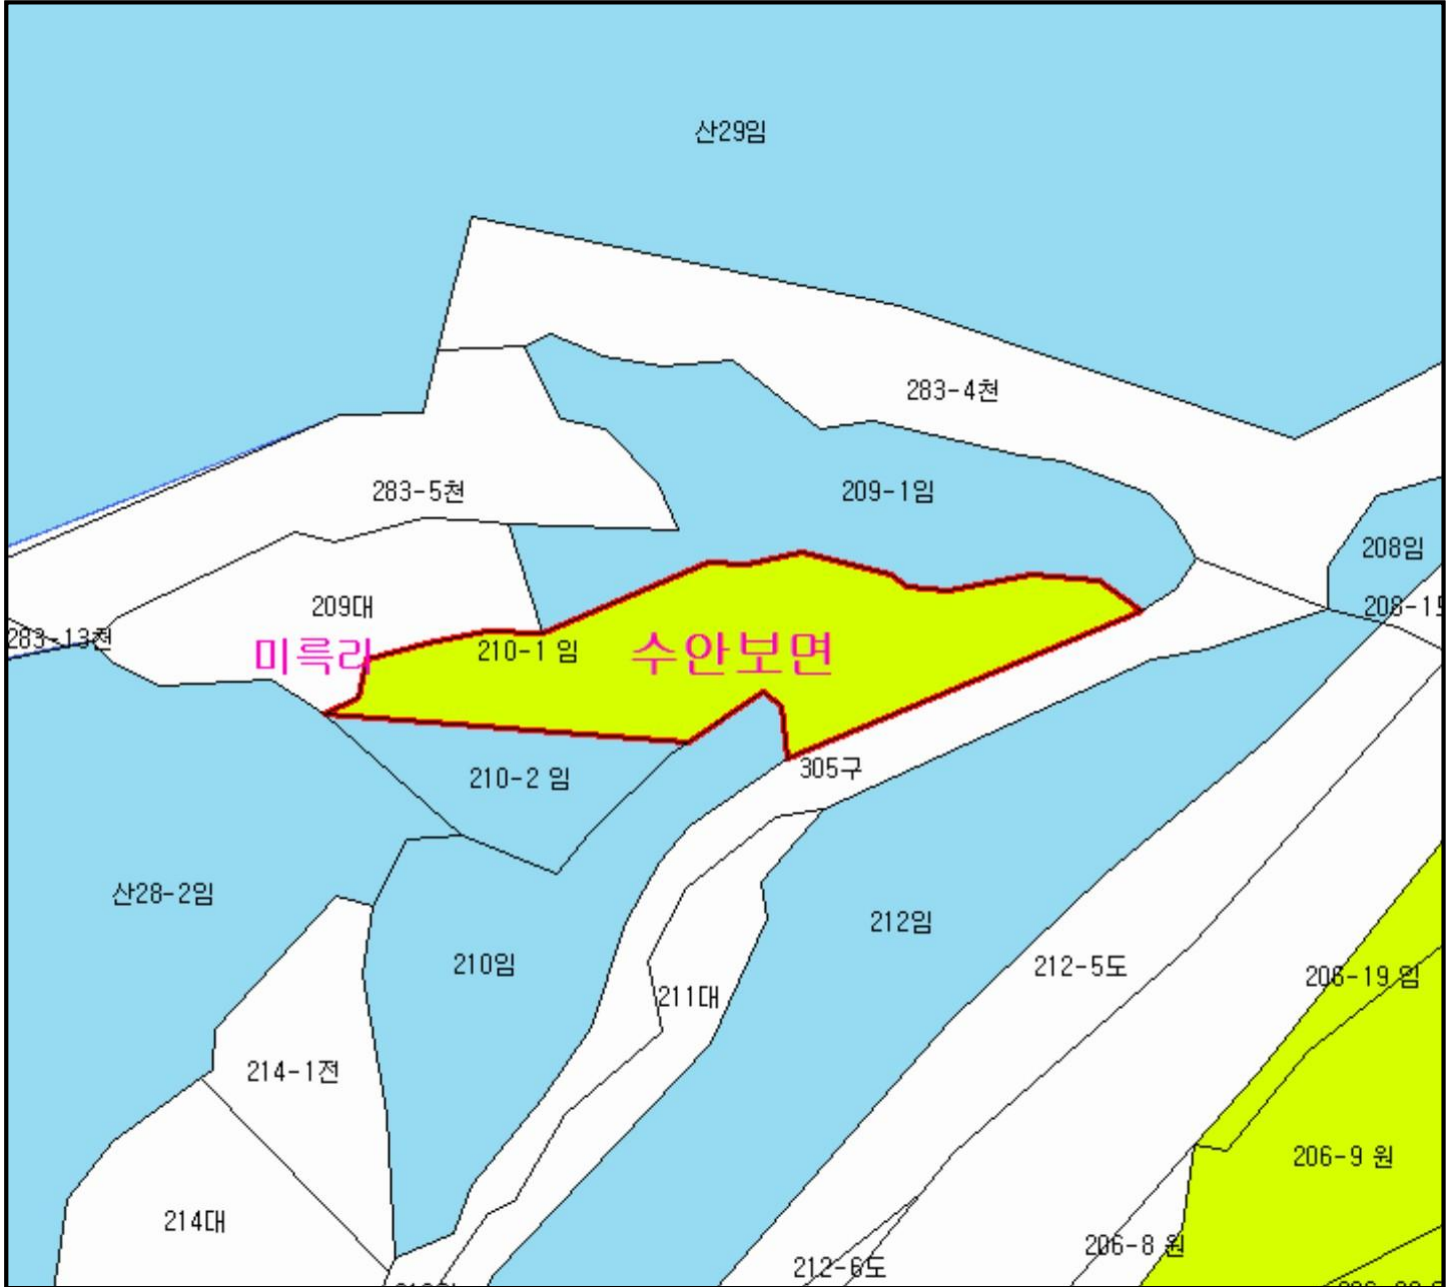 산29임
283-4천
283-5천
209-1임
208임
209대
208-1
283-13천
미륵리
210-1 임
수안보면
305구
210-2 임
산28-2임
212임
210임
212-5도
206-19 임
211대
214-1전
206-9 원
214대
206-8 원
212-6도